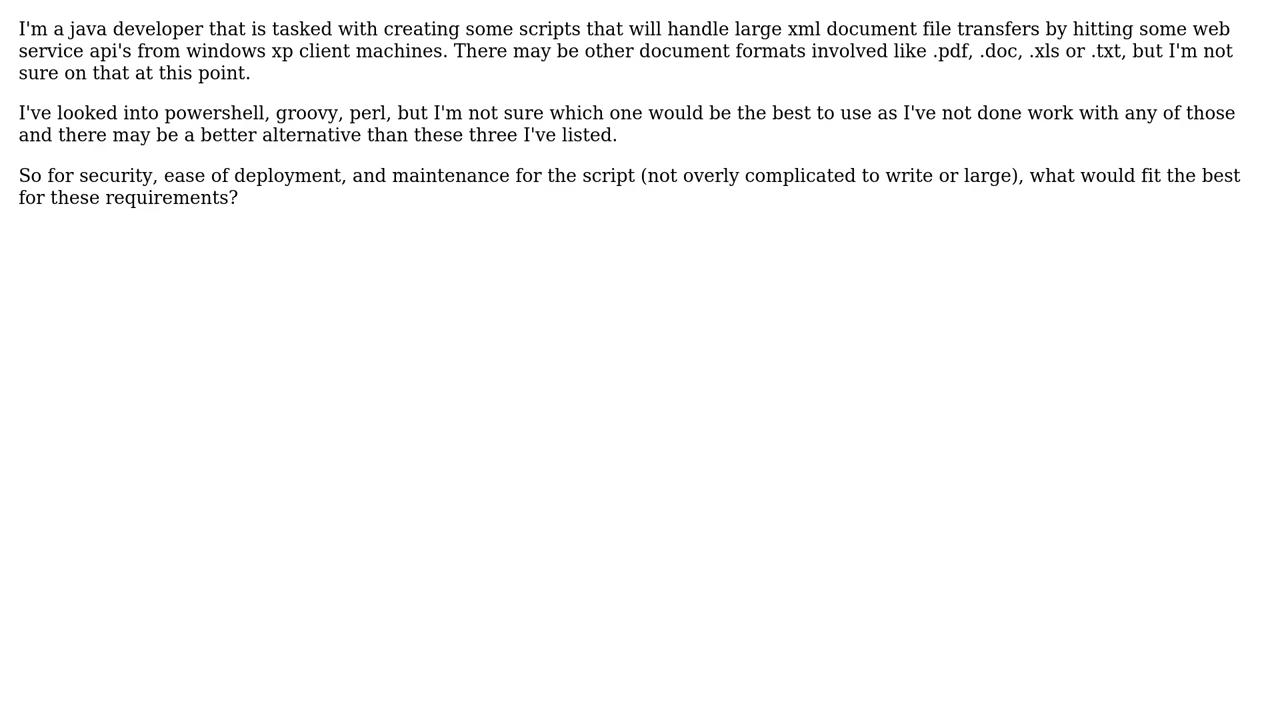 I'm a java developer that is tasked with creating some scripts that will handle large xml document file transfers by hitting some web
service api's from windows xp client machines. There may be other document formats involved like .pdf, .doc, .xls or .txt, but I'm not
sure on that at this point.
I've looked into powershell, groovy, perl, but I'm not sure which one would be the best to use as I've not done work with any of those
and there may be a better alternative than these three I've listed.
So for security, ease of deployment, and maintenance for the script (not overly complicated to write or large), what would fit the best
for these requirements?